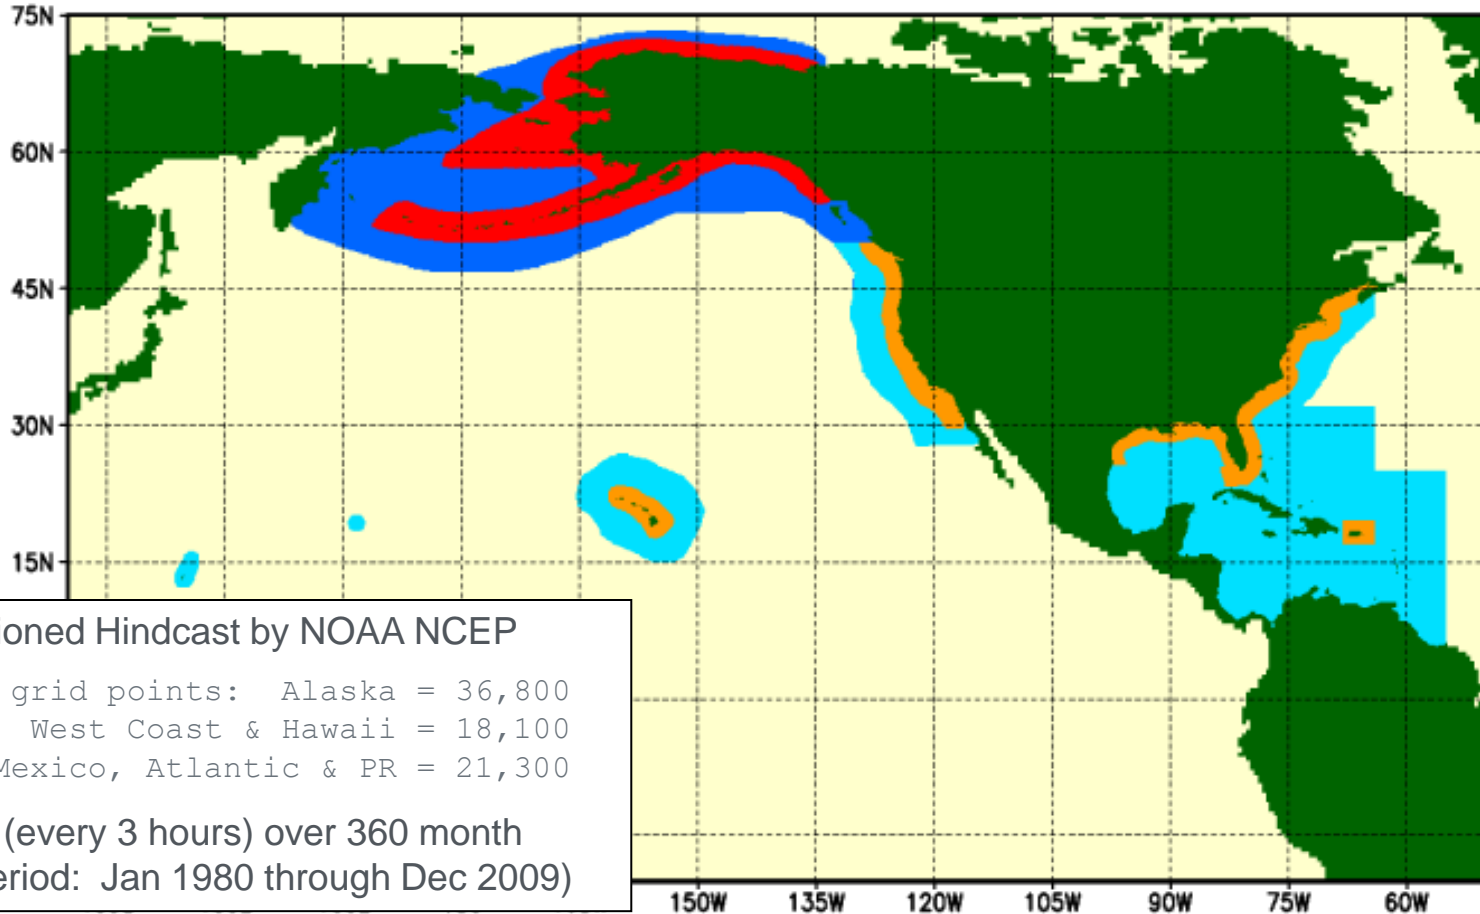 75N
60N
45N
30N
15N
ioned Hindcast by NOAA NCEP
grid points: Alaska = 36,800
West Coast & Hawaii = 18,100
Mexico, Atlantic & PR = 21,300
(every 3 hours) over 360 month
eriod: Jan 1980 through Dec 2009)
150W 135W 120W 105W 90W 75W 60W